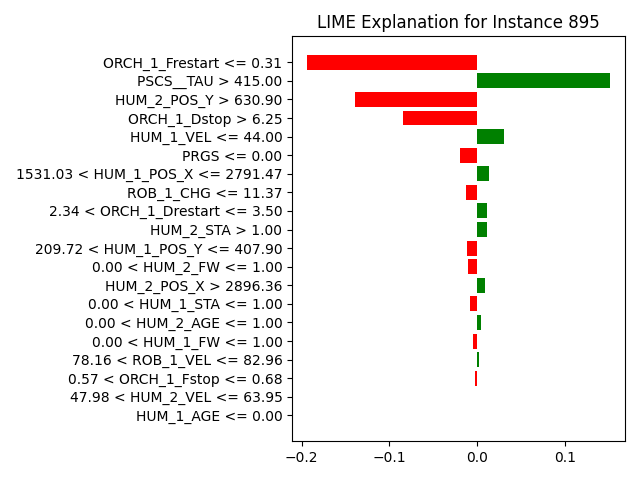 LIME Explanation for Instance 895
ORCH_1_Frestart <= 0.31
PSCS__TAU > 415.00
HUM_2_POS_Y > 630.90
ORCH_1_Dstop > 6.25
HUM_1_VEL <= 44.00
PRGS <= 0.00
1531.03 < HUM_1_POS_X <= 2791.47
ROB_1_CHG <= 11.37
2.34 < ORCH_1_Drestart <= 3.50
HUM_2_STA > 1.00
209.72 < HUM_1_POS_Y <= 407.90
0.00 < HUM_2_FW <= 1.00
HUM_2_POS_X > 2896.36
0.00 < HUM_1_STA <= 1.00
0.00 < HUM_2_AGE <= 1.00
0.00 < HUM_1_FW <= 1.00
78.16 < ROB_1_VEL <= 82.96
0.57 < ORCH_1_Fstop <= 0.68
47.98 < HUM_2_VEL <= 63.95
HUM_1_AGE <= 0.00
−0.2 −0.1 0.0 0.1